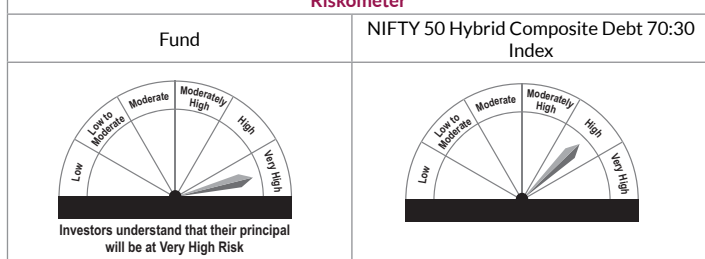 Riskometer
Fund
NIFTY 50 Hybrid Composite Debt 70:30
Index
Low
Low to
Moderate
Moderate
Moderately
High
High
Very High
Investors understand that their principal
will be at Very High Risk
Low
Low to
Moderate
Moderate
Moderately
High
High
Very High